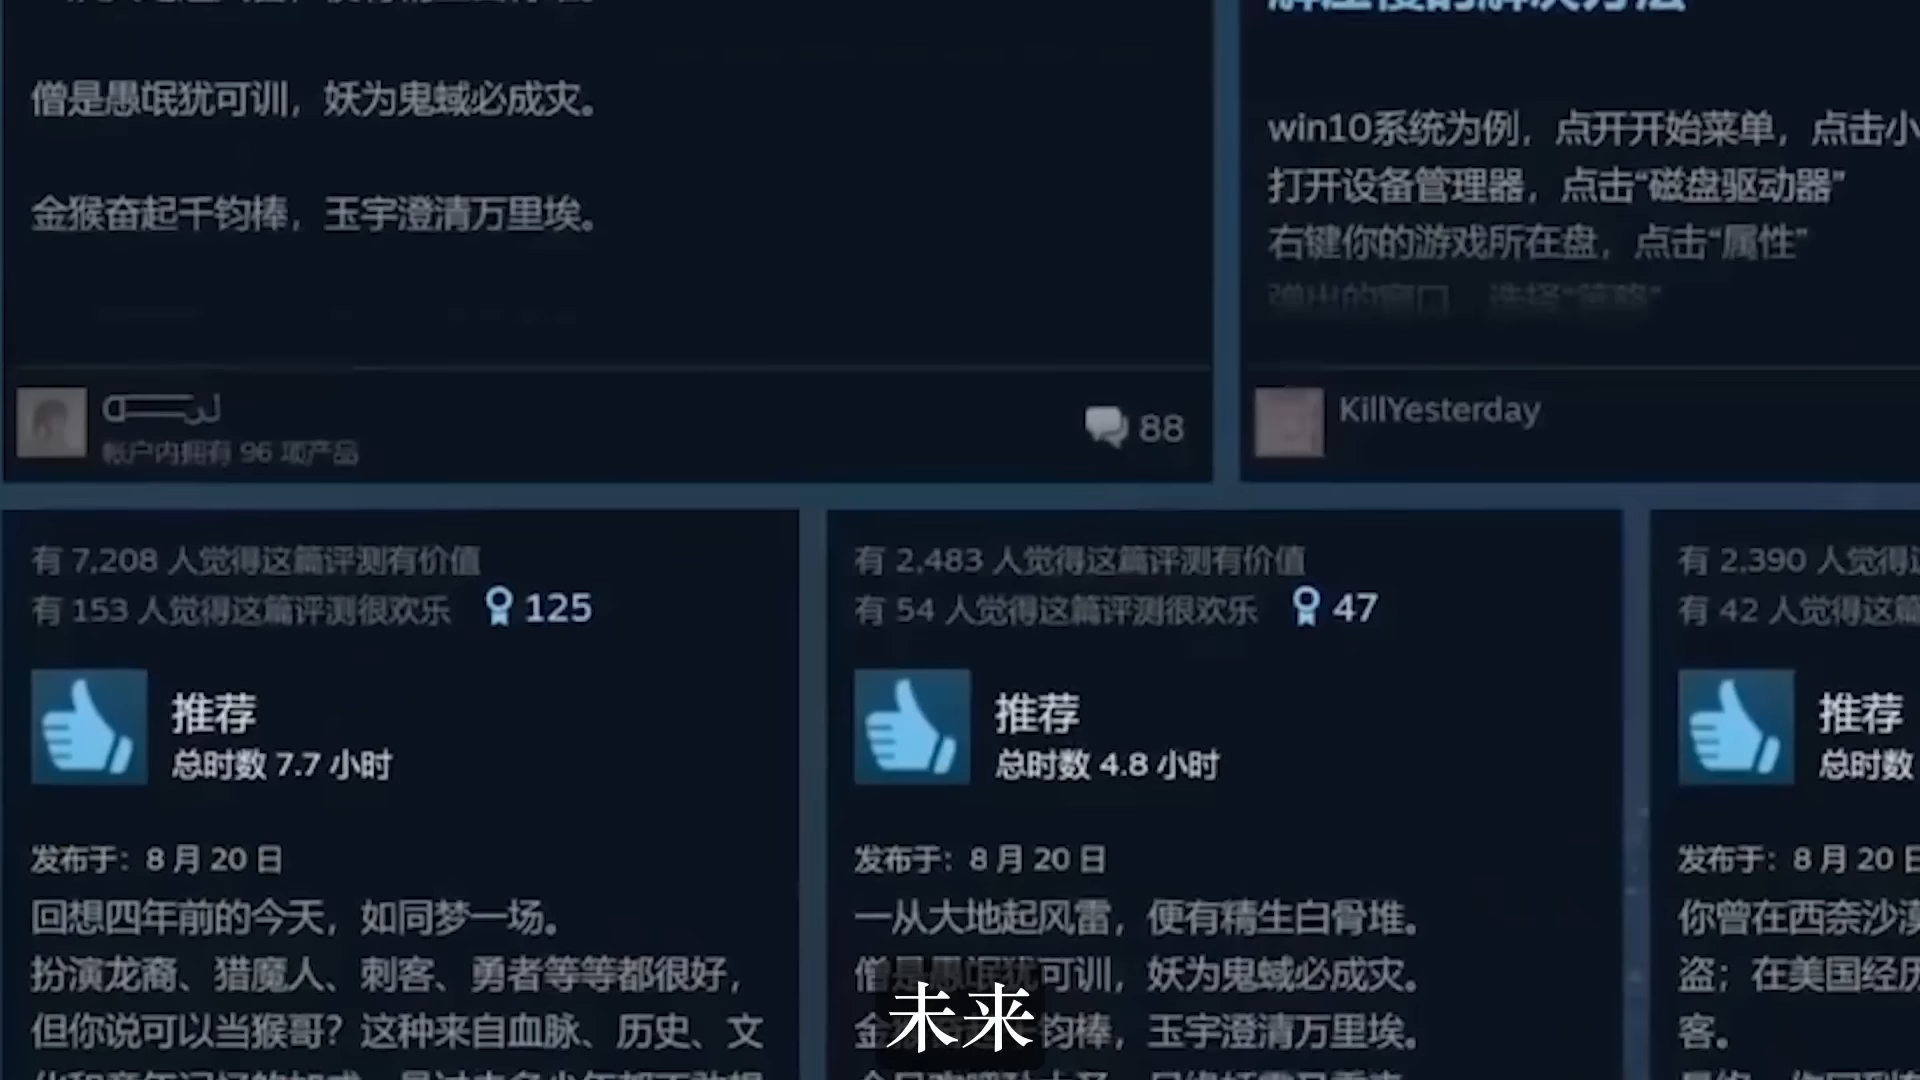 僧是愚氓犹可训，妖为鬼蜮必成灾。
金猴奋起千钧棒，玉宇澄清万里埃。
帐户内拥有 96 项产品
88
win10系统为例，点开开始菜单，点击小
打开设备管理器，点击“磁盘驱动器”
右键你的游戏所在盘，点击“属性”
弹出的窗口，选择“策略”
KillYesterday
有 7,208 人觉得这篇评测有价值
有 153 人觉得这篇评测很欢乐 125
推荐
总时数 7.7 小时
发布于：8 月 20 日
回想四年前的今天，如同梦一场。
扮演龙裔、猎魔人、刺客、勇者等等都很好，
但你说可以当猴哥？这种来自血脉、历史、文
有 2,483 人觉得这篇评测有价值
有 54 人觉得这篇评测很欢乐 47
推荐
总时数 4.8 小时
发布于：8 月 20 日
一从大地起风雷，便有精生白骨堆。
僧是愚氓犹可训，妖为鬼蜮必成灾。
金 钧棒，玉宇澄清万里埃。
有 2,390 人觉得
有 42 人觉得这篇
推荐
总时数
发布于：8 月 20 日
你曾在西奈沙漠
盗；在美国经历
客。
未来